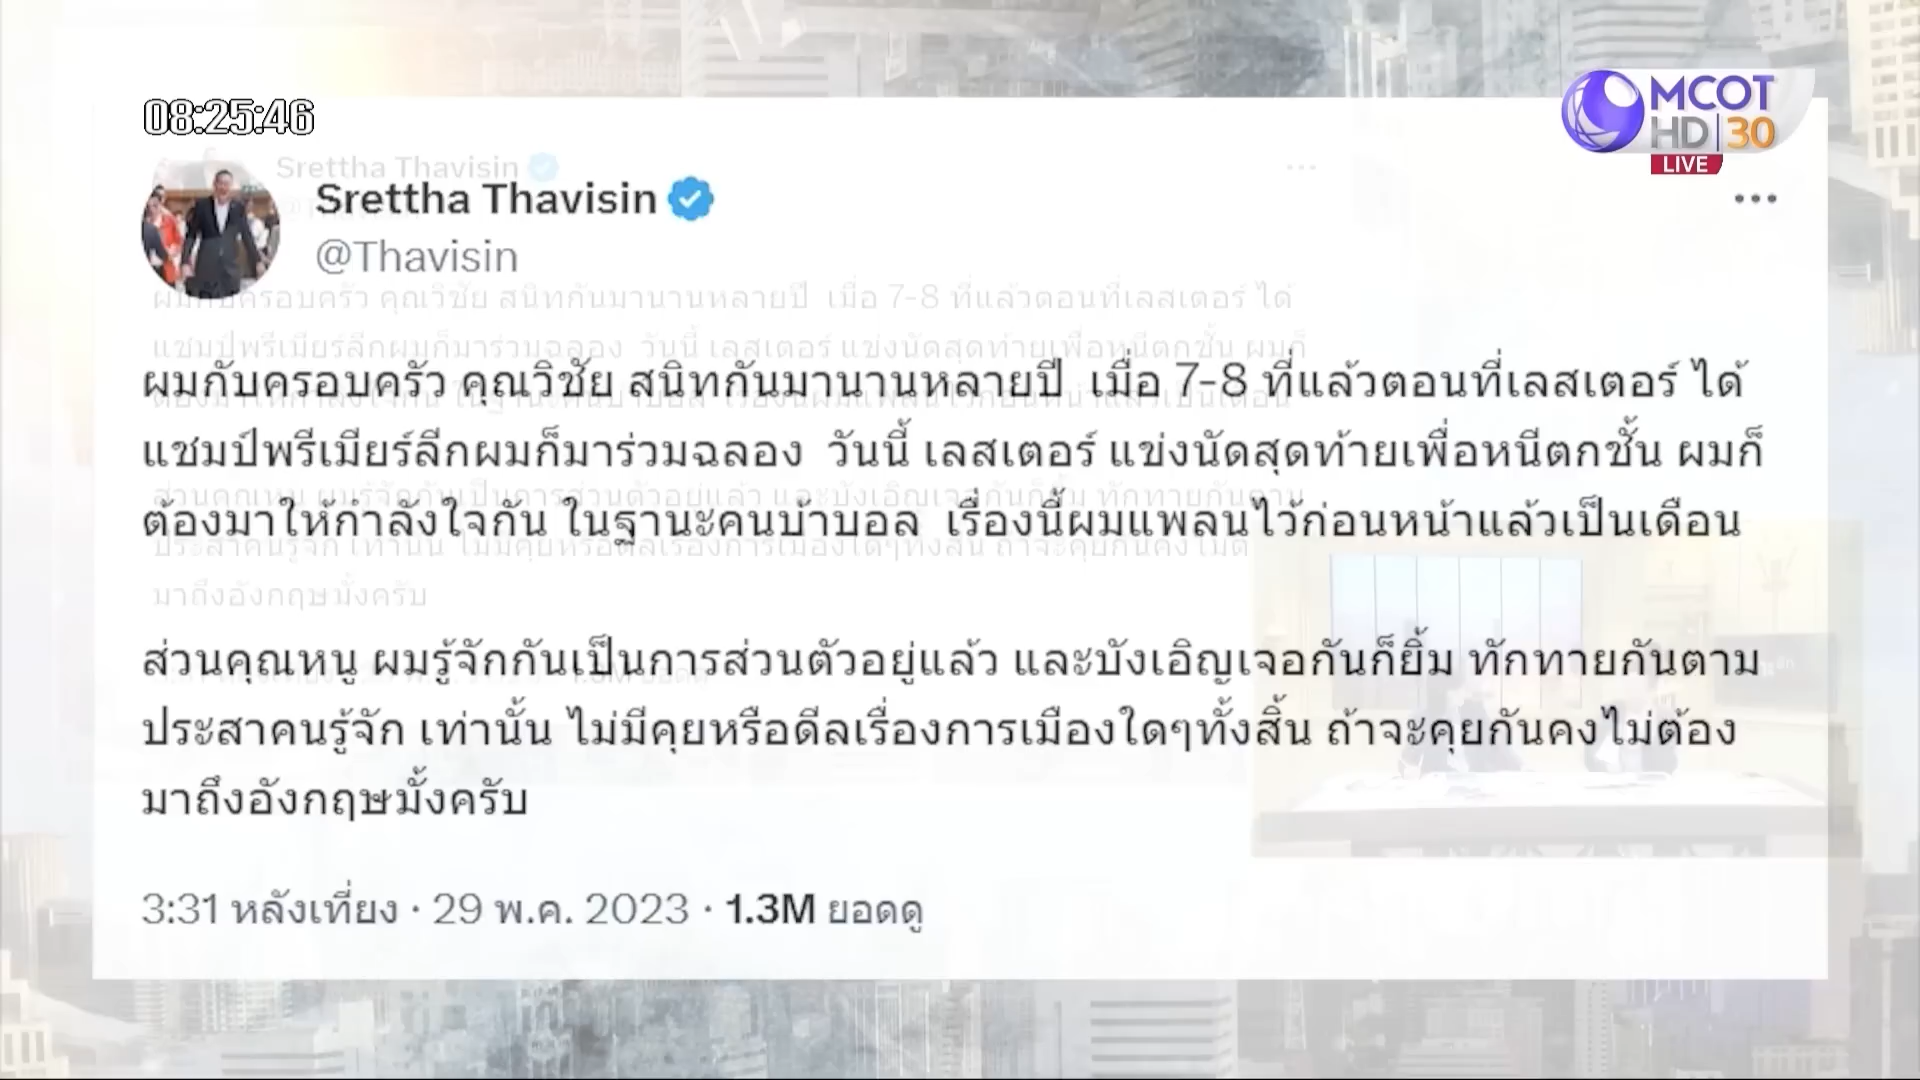 08:25:46
MCOT
HD 30
LIVE
Srettha Thavisin
@Thavisin
ผมกับครอบครัว คุณวิชัย สนิทกันมานานหลายปี เมื่อ 7-8 ที่แล้วตอนที่เลสเตอร์ ได้
แชมป์พรีเมียร์ลีกผมก็มาร่วมฉลอง วันนี้ เลสเตอร์ แข่งนัดสุดท้ายเพื่อหนีตกชั้น ผมก็
ต้องมาให้กำลังใจกัน ในฐานะคนบ้าบอล เรื่องนี้ผมแพลนไว้ก่อนหน้าแล้วเป็นเดือน
ส่วนคุณหนู ผมรู้จักกันเป็นการส่วนตัวอยู่แล้ว และบังเอิญเจอกันก็ยิ้ม ทักทายกันตาม
ประสาคนรู้จัก เท่านั้น ไม่มีคุยหรือดีลเรื่องการเมืองใดๆทั้งสิ้น ถ้าจะคุยกันคงไม่ต้อง
มาถึงอังกฤษมั้งครับ
3:31 หลังเที่ยง · 29 พ.ค. 2023 · 1.3M ยอดดู